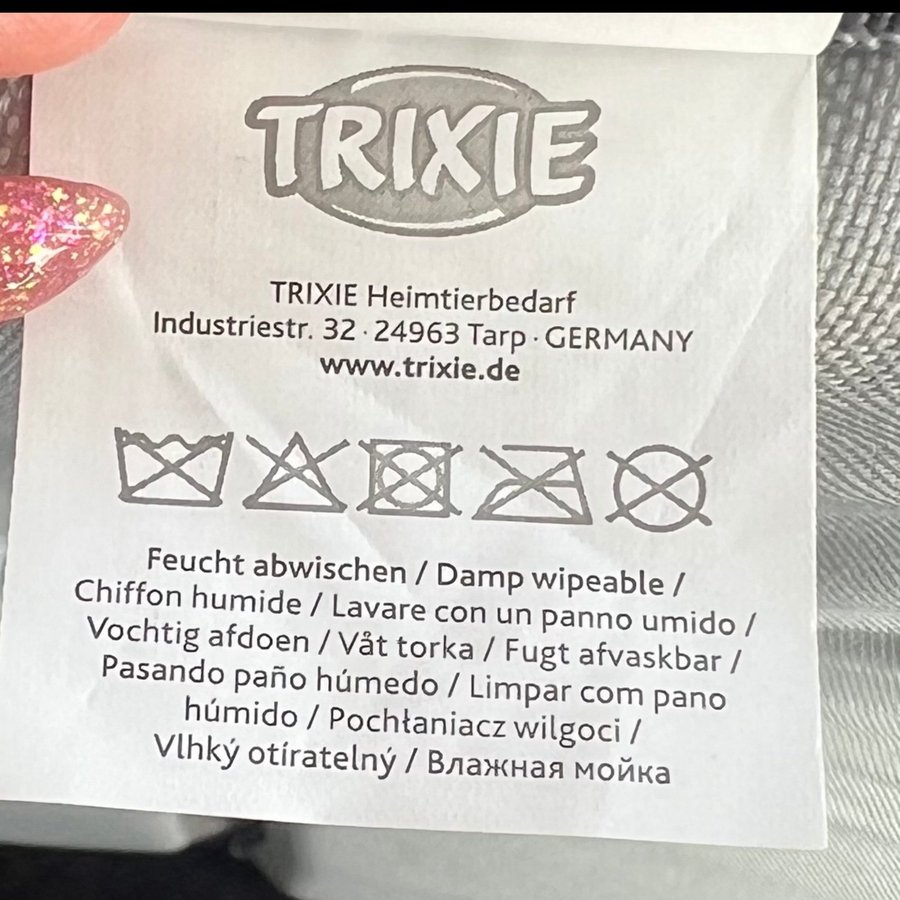 TRIXIE
TRIXIE Heimtierbedarf
Industriestr. 32 · 24963 Tarp · GERMANY
www.trixie.de
Feucht abwischen / Damp wipeable /
Chiffon humide / Lavare con un panno umido /
Vochtig afdoen / Våt torka / Fugt afvaskbar /
Pasando paño húmedo / Limpar com pano
húmido / Pochłaniacz wilgoci /
Vlhký otíratelný / Влажная мойка